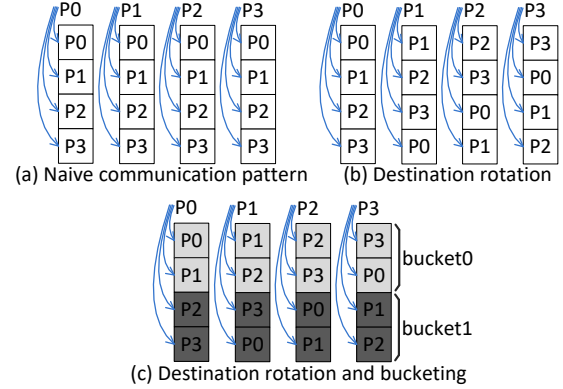 P0 P1 P2 P3 P0 P1 P2 P3
P0 P0 P0 P0 P0 P1 P2 P3
P1 P1 P1 P1 P1 P2 P3 P0
P2 P2 P2 P2 P2 P3 P0 P1
P3 P3 P3 P3 P3 P0 P1 P2
(a) Naive communication pattern (b) Destination rotation
P0 P1 P2 P3
P0 P1 P2 P3
bucket0
P1 P2 P3 P0
P2 P3 P0 P1
bucket1
P3 P0 P1 P2
(c) Destination rotation and bucketing